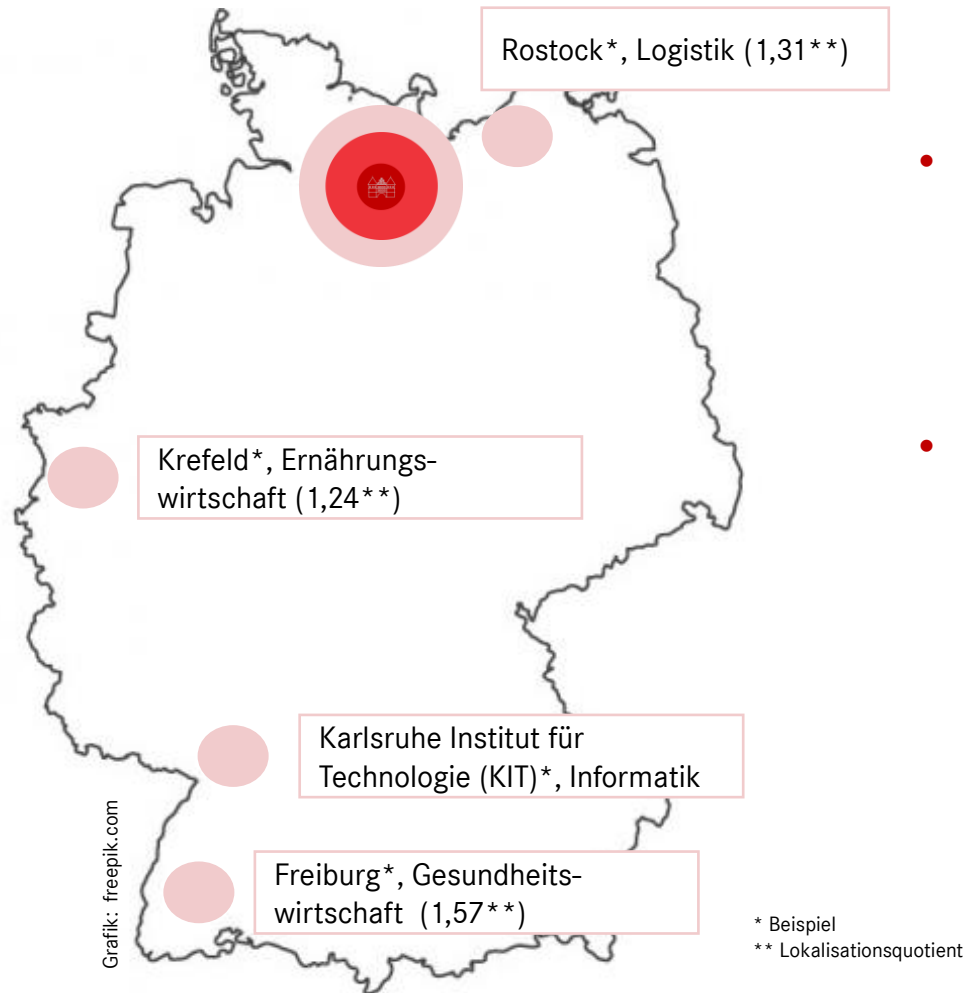 Rostock*, Logistik (1,31**)
Krefeld*, Ernährungs-
wirtschaft (1,24**)
Karlsruhe Institut für
Technologie (KIT)*, Informatik
Freiburg*, Gesundheits-
wirtschaft (1,57**)
Grafik: freepik.com
* Beispiel
** Lokalisationsquotient